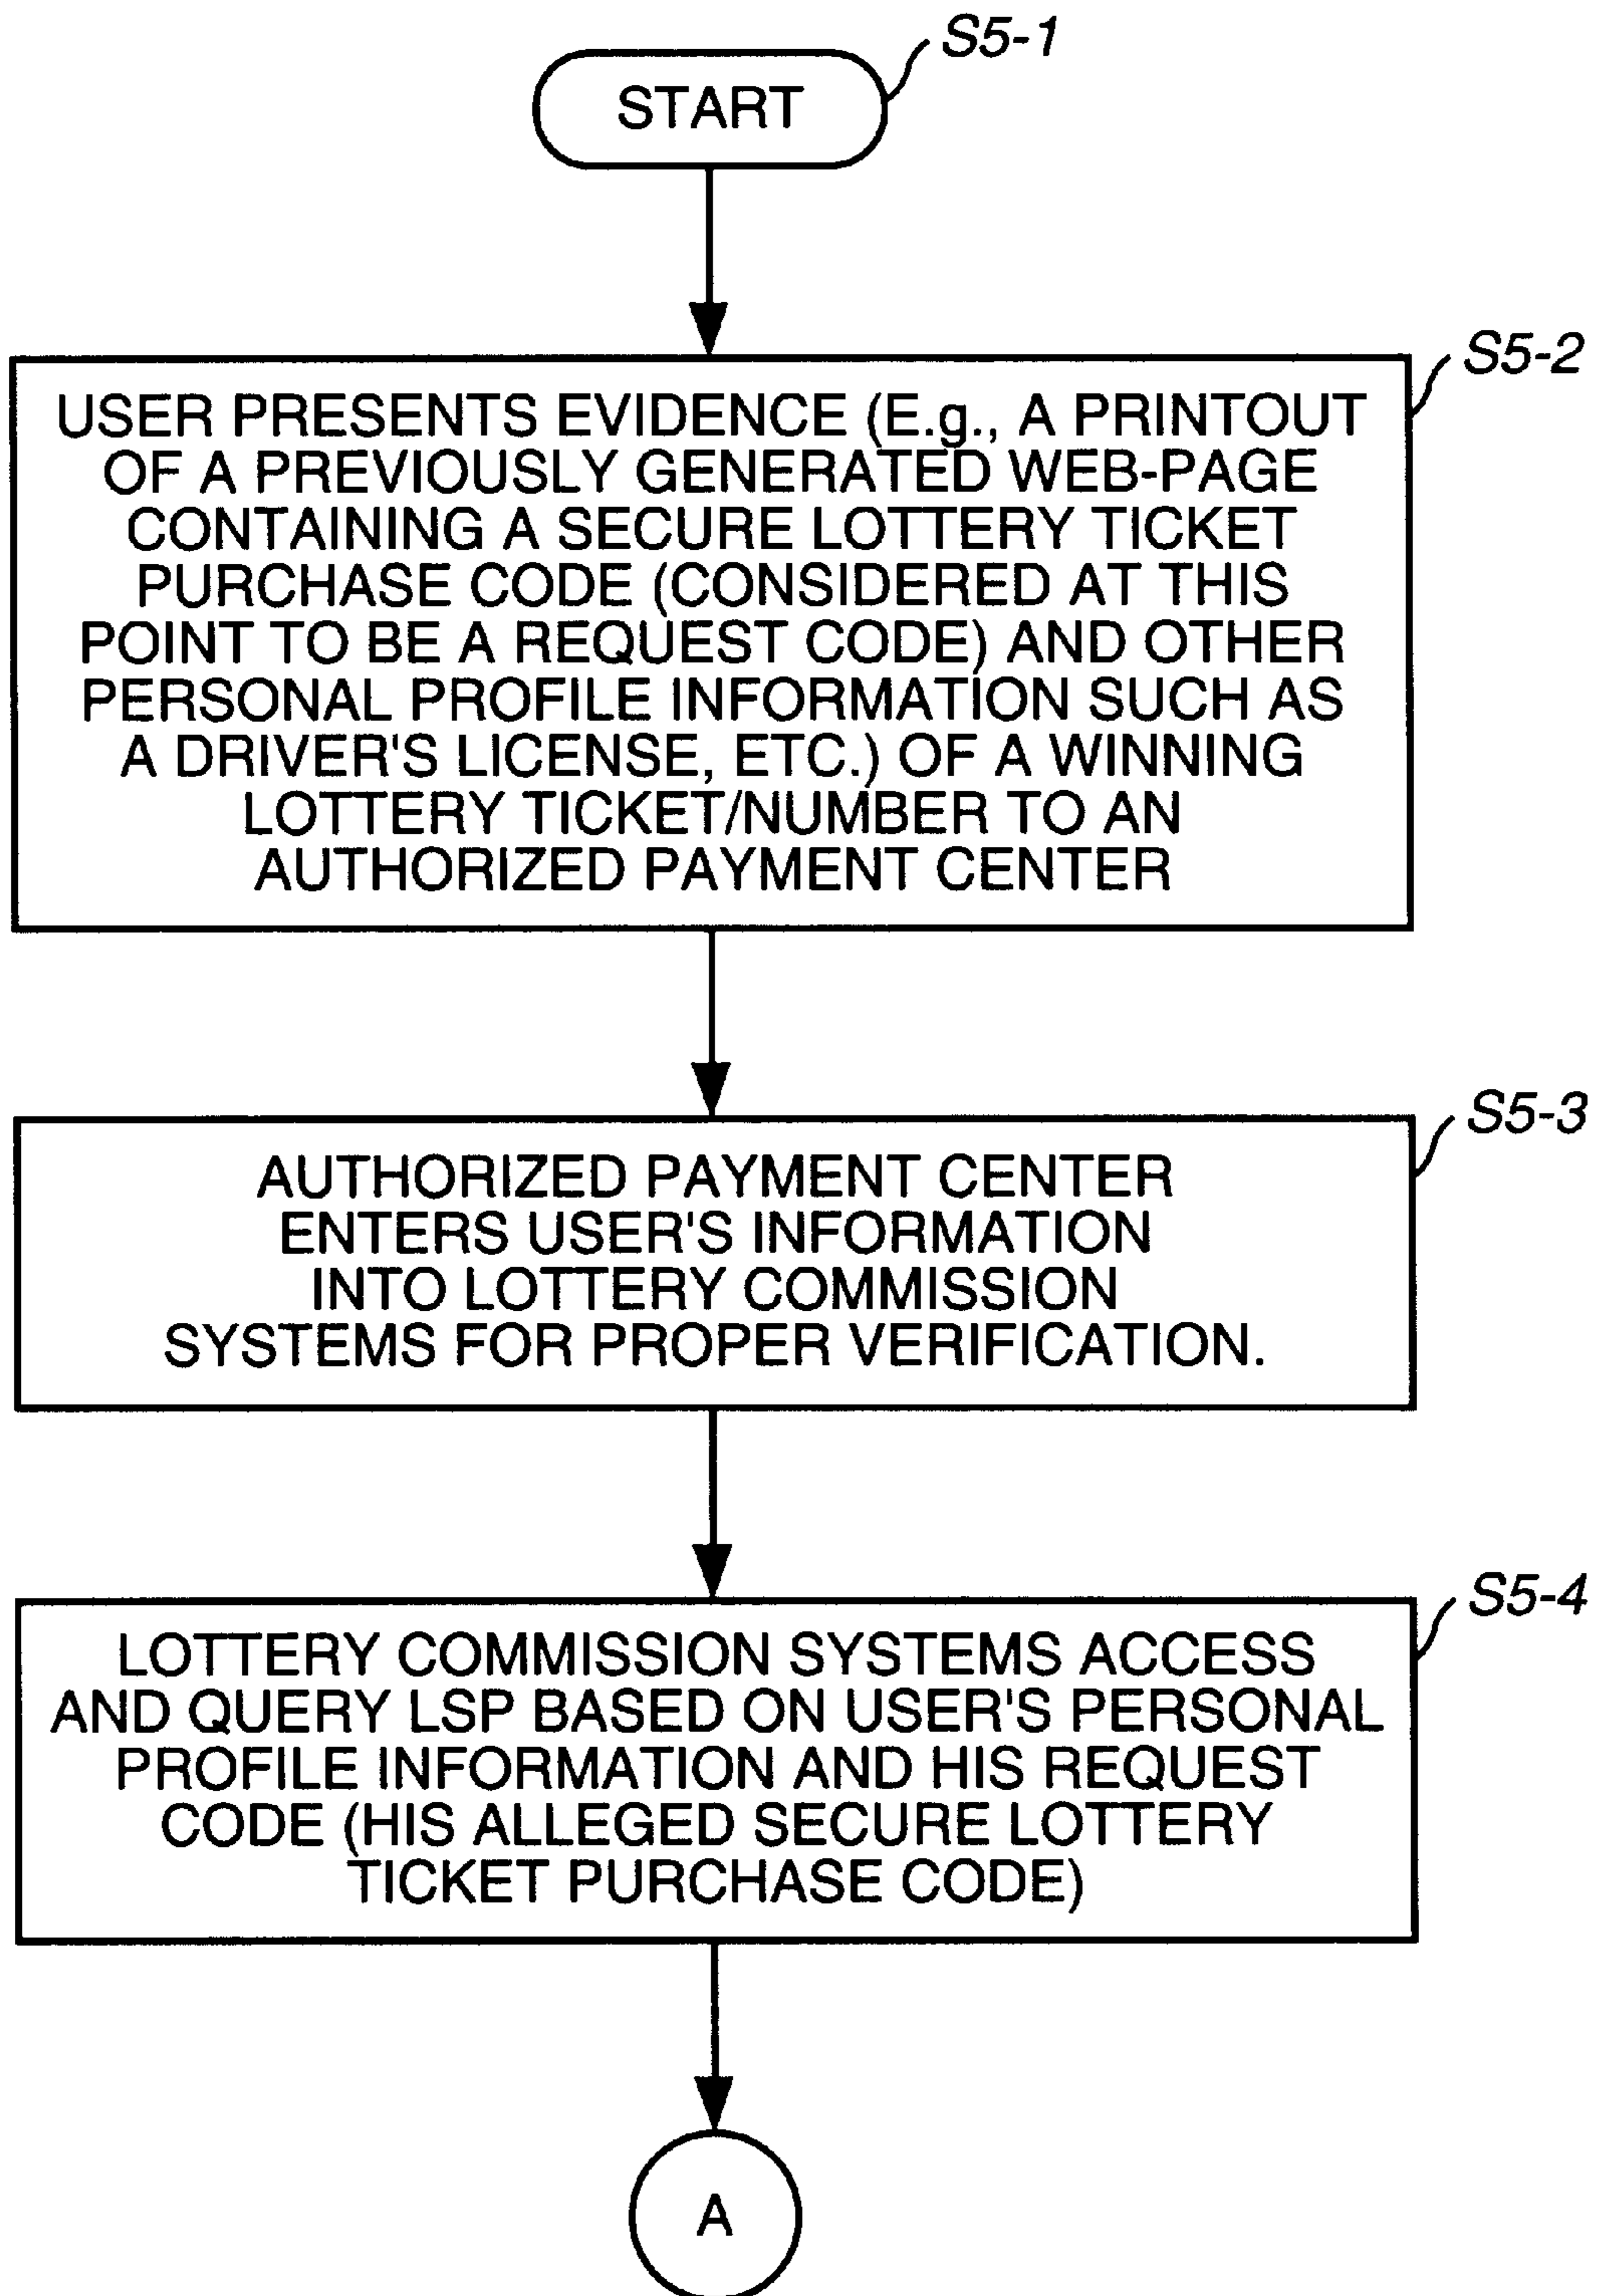 S5-1
START
S5-2
USER PRESENTS EVIDENCE (E.g., A PRINTOUT
OF A PREVIOUSLY GENERATED WEB-PAGE
CONTAINING A SECURE LOTTERY TICKET
PURCHASE CODE (CONSIDERED AT THIS
POINT TO BE A REQUEST CODE) AND OTHER
PERSONAL PROFILE INFORMATION SUCH AS
A DRIVER'S LICENSE, ETC.) OF A WINNING
LOTTERY TICKET/NUMBER TO AN
AUTHORIZED PAYMENT CENTER
S5-3
AUTHORIZED PAYMENT CENTER
ENTERS USER'S INFORMATION
INTO LOTTERY COMMISSION
SYSTEMS FOR PROPER VERIFICATION.
S5-4
LOTTERY COMMISSION SYSTEMS ACCESS
AND QUERY LSP BASED ON USER'S PERSONAL
PROFILE INFORMATION AND HIS REQUEST
CODE (HIS ALLEGED SECURE LOTTERY
TICKET PURCHASE CODE)
A